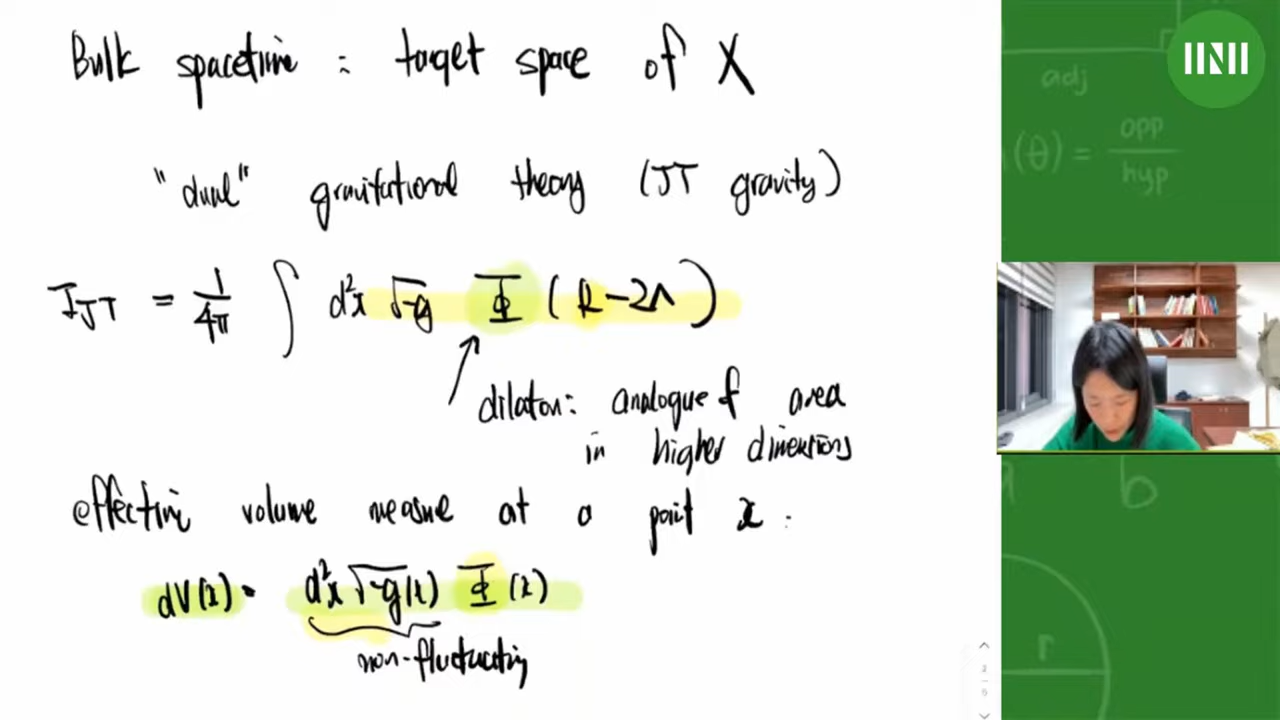 Bulk spacetime : target space of X
"dual" gravitational theory (JT gravity)
I_JT = 1/4π ∫ d²x √-g Φ (R-2Λ)
dilaton: analogue of area
in higher dimensions
effective volume measure at a point x :
dV(x) = d²x √-g(x) Φ(x)
non-fluctuating
adj
(θ) = opp/hyp
b
r